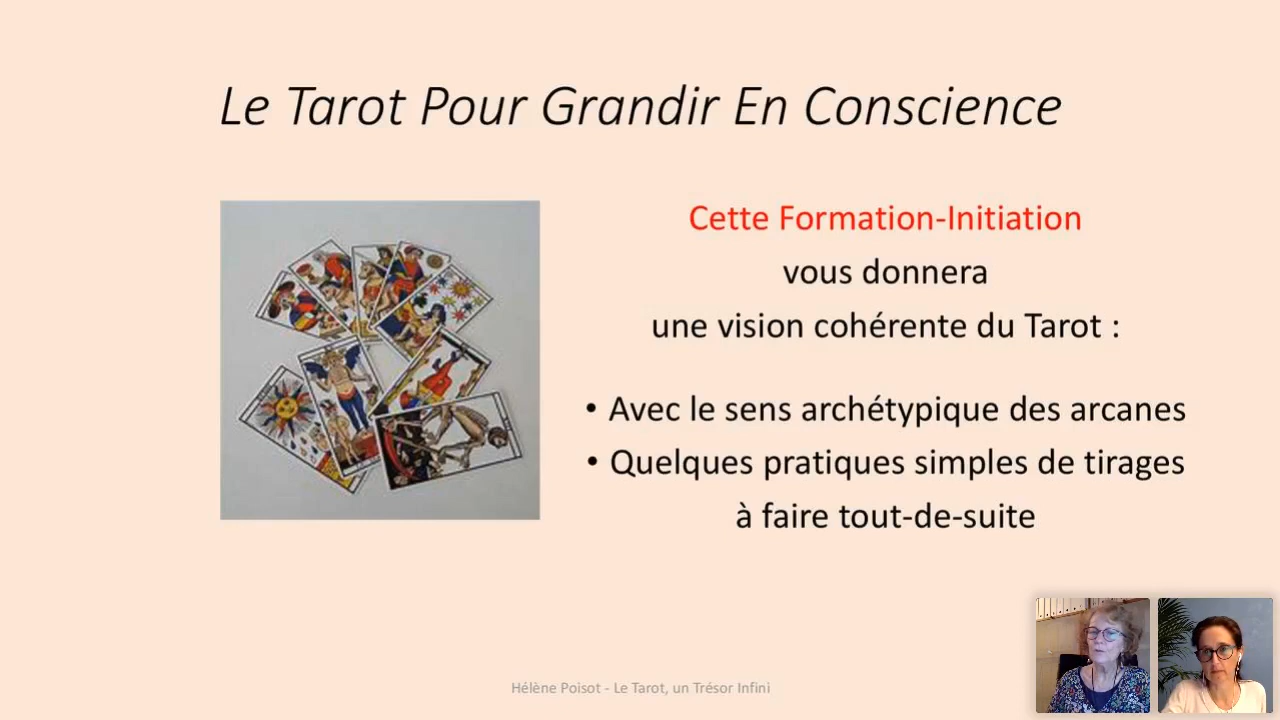 Le Tarot Pour Grandir En Conscience
Cette Formation-Initiation
vous donnera
une vision cohérente du Tarot :
• Avec le sens archétypique des arcanes
• Quelques pratiques simples de tirages
à faire tout-de-suite
Hélène Poisot - Le Tarot, un Trésor Infini